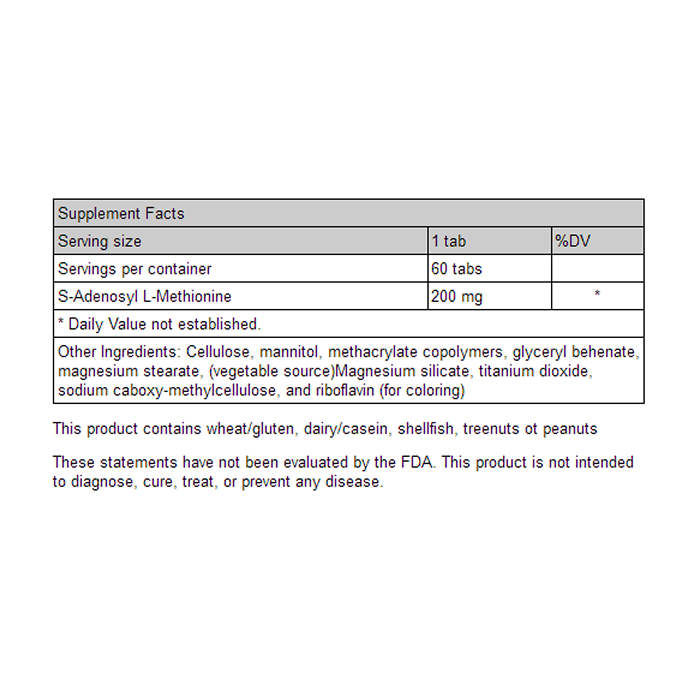 Supplement Facts
Serving size 1 tab %DV
Servings per container 60 tabs
S-Adenosyl L-Methionine 200 mg *
* Daily Value not established.
Other Ingredients: Cellulose, mannitol, methacrylate copolymers, glyceryl behenate,
magnesium stearate, (vegetable source)Magnesium silicate, titanium dioxide,
sodium caboxy-methylcellulose, and riboflavin (for coloring)
This product contains wheat/gluten, dairy/casein, shellfish, treenuts ot peanuts
These statements have not been evaluated by the FDA. This product is not intended
to diagnose, cure, treat, or prevent any disease.